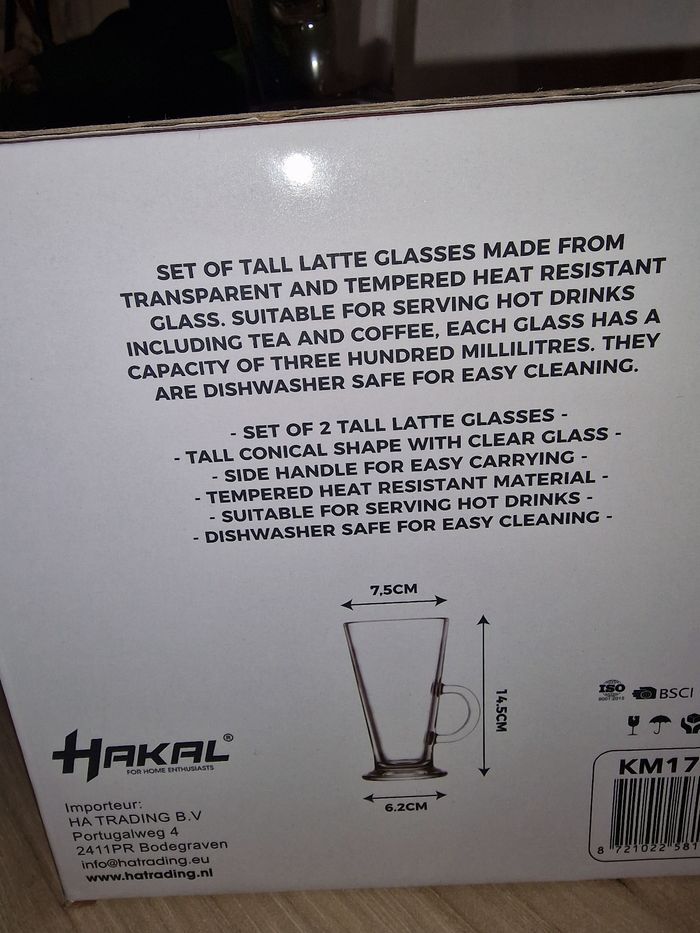 SET OF TALL LATTE GLASSES MADE FROM
TRANSPARENT AND TEMPERED HEAT RESISTANT
GLASS. SUITABLE FOR SERVING HOT DRINKS
INCLUDING TEA AND COFFEE, EACH GLASS HAS A
CAPACITY OF THREE HUNDRED MILLILITRES. THEY
ARE DISHWASHER SAFE FOR EASY CLEANING.
- SET OF 2 TALL LATTE GLASSES -
- TALL CONICAL SHAPE WITH CLEAR GLASS -
- SIDE HANDLE FOR EASY CARRYING -
- TEMPERED HEAT RESISTANT MATERIAL -
- SUITABLE FOR SERVING HOT DRINKS -
- DISHWASHER SAFE FOR EASY CLEANING -
7,5CM
14.5CM
6.2CM
HAKAL®
FOR HOME ENTHUSIASTS
Importeur:
HA TRADING B.V
Portugalweg 4
2411PR Bodegraven
info@hatrading.eu
www.hatrading.nl
ISO
BSCI
KM17
8 721022 581